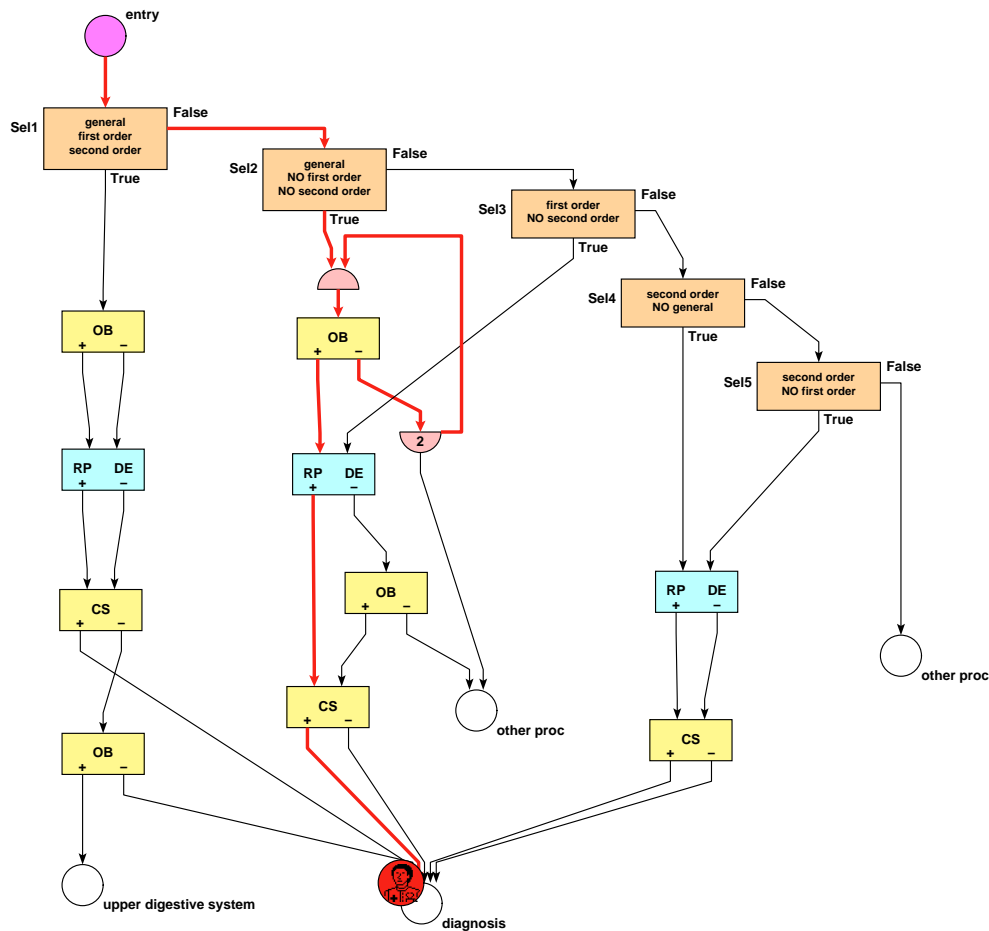 entry
Sel1
general
first order
second order
False
True
Sel2
general
NO first order
NO second order
False
True
Sel3
first order
NO second order
False
True
Sel4
second order
NO general
False
True
Sel5
second order
NO first order
False
True
OB
+ −
OB
+ −
2
RP DE
+ −
RP DE
+ −
OB
+ −
RP DE
+ −
CS
+ −
other proc
CS
+ −
other proc
CS
+ −
OB
+ −
upper digestive system
diagnosis